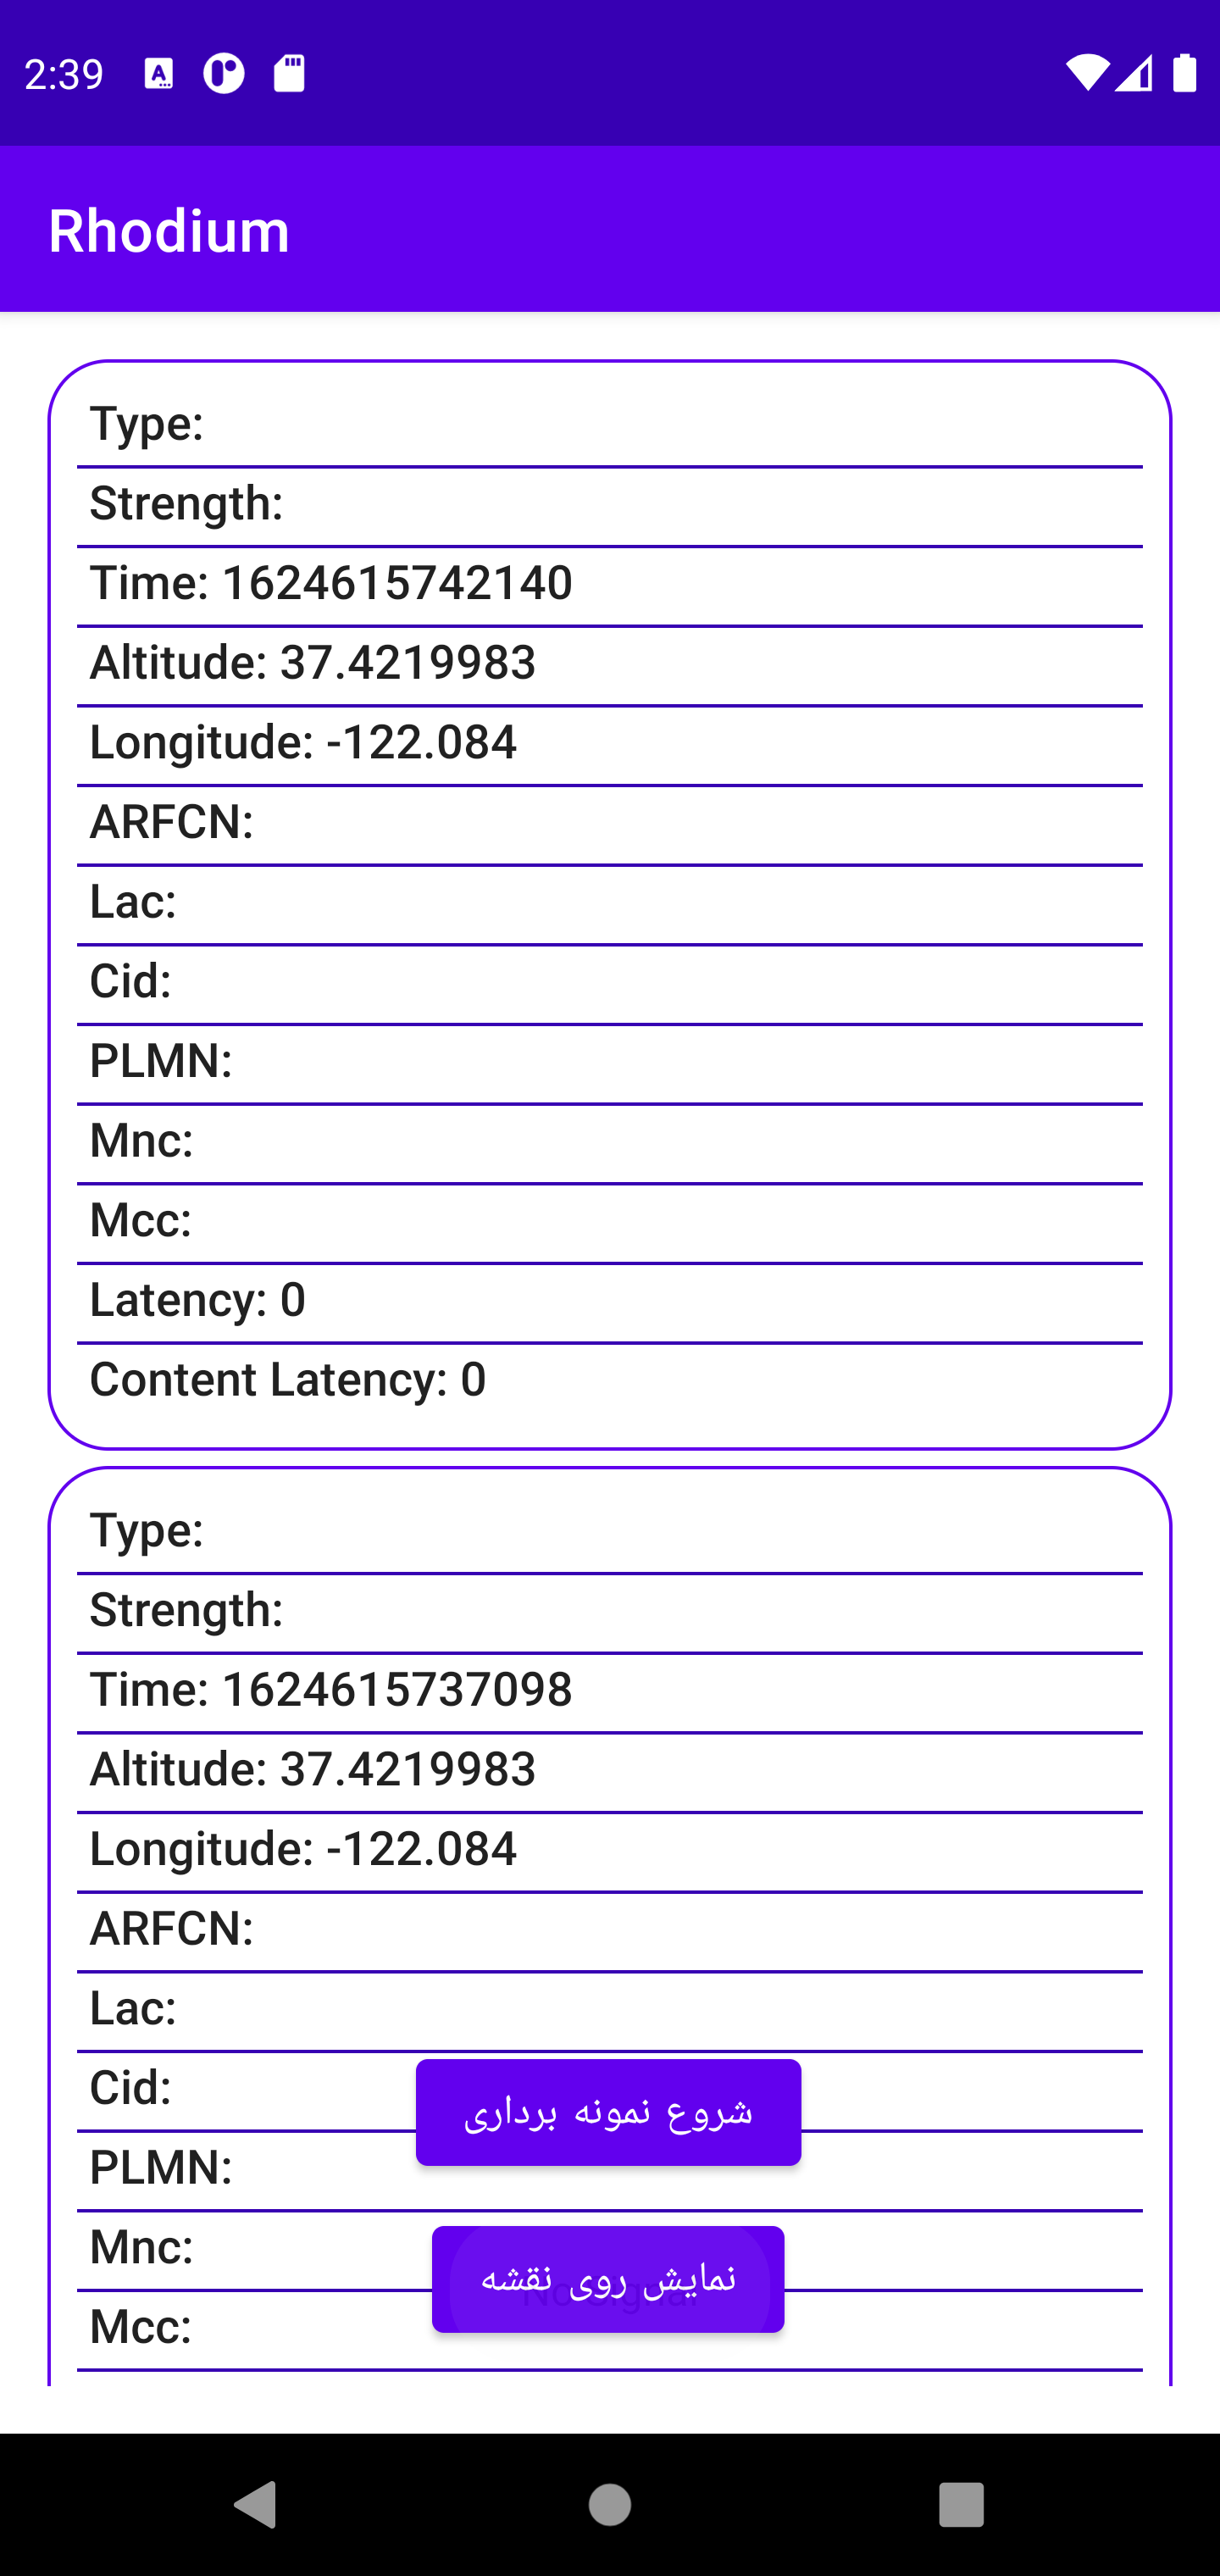 2:39
Rhodium
Type:
Strength:
Time: 1624615742140
Altitude: 37.4219983
Longitude: -122.084
ARFCN:
Lac:
Cid:
PLMN:
Mnc:
Mcc:
Latency: 0
Content Latency: 0
Type:
Strength:
Time: 1624615737098
Altitude: 37.4219983
Longitude: -122.084
ARFCN:
Lac:
Cid:
شروع نمونه برداری
PLMN:
Mnc:
نمایش روی نقشه
Mcc: